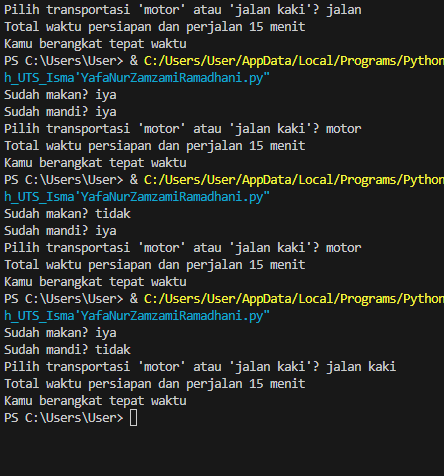 Pilih transportasi 'motor' atau 'jalan kaki'? jalan
Total waktu persiapan dan perjalan 15 menit
Kamu berangkat tepat waktu
PS C:\Users\User> & C:/Users/User/AppData/Local/Programs/Python
h_UTS_Isma'YafaNurZamzamiRamadhani.py"
Sudah makan? iya
Sudah mandi? iya
Pilih transportasi 'motor' atau 'jalan kaki'? motor
Total waktu persiapan dan perjalan 15 menit
Kamu berangkat tepat waktu
PS C:\Users\User> & C:/Users/User/AppData/Local/Programs/Python
h_UTS_Isma'YafaNurZamzamiRamadhani.py"
Sudah makan? tidak
Sudah mandi? iya
Pilih transportasi 'motor' atau 'jalan kaki'? motor
Total waktu persiapan dan perjalan 15 menit
Kamu berangkat tepat waktu
PS C:\Users\User> & C:/Users/User/AppData/Local/Programs/Python
h_UTS_Isma'YafaNurZamzamiRamadhani.py"
Sudah makan? iya
Sudah mandi? tidak
Pilih transportasi 'motor' atau 'jalan kaki'? jalan kaki
Total waktu persiapan dan perjalan 15 menit
Kamu berangkat tepat waktu
PS C:\Users\User>